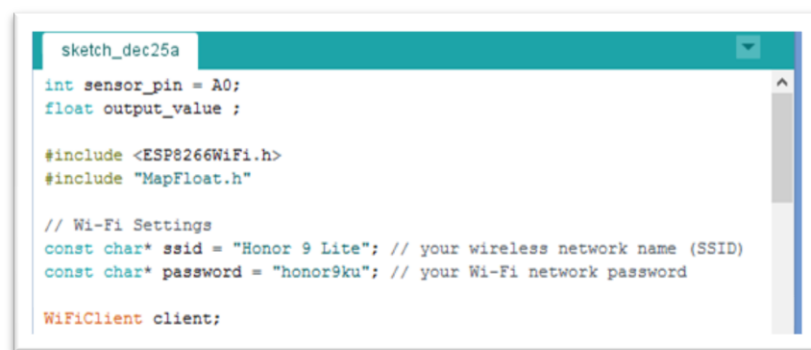 sketch_dec25a
int sensor_pin = A0;
float output_value ;
#include <ESP8266WiFi.h>
#include "MapFloat.h"
// Wi-Fi Settings
const char* ssid = "Honor 9 Lite"; // your wireless network name (SSID)
const char* password = "honor9ku"; // your Wi-Fi network password
WiFiClient client;